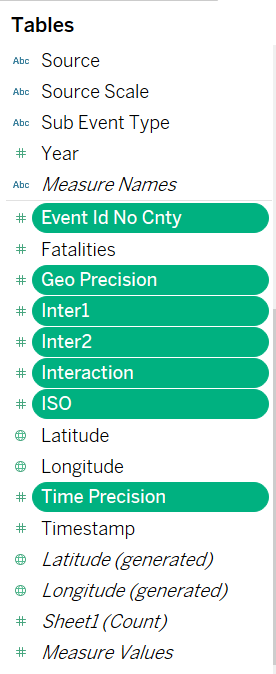 Tables
Abc Source
Abc Source Scale
Abc Sub Event Type
# Year
Abc Measure Names
# Event Id No Cnty
# Fatalities
# Geo Precision
# Inter1
# Inter2
# Interaction
# ISO
Latitude
Longitude
# Time Precision
# Timestamp
Latitude (generated)
Longitude (generated)
# Sheet1 (Count)
# Measure Values